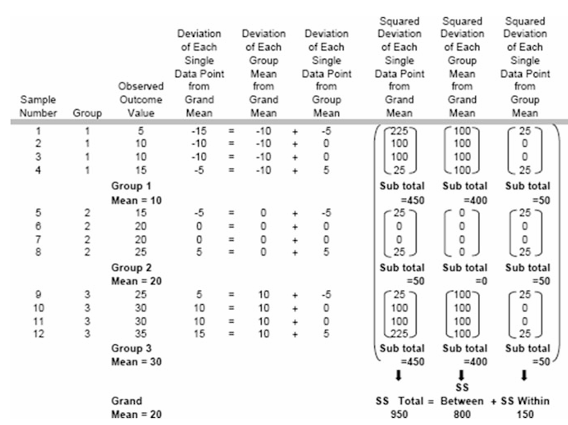 Squared Squared Squared
Deviation Deviation Deviation Deviation Deviation Deviation
of Each of Each of Each of Each of Each of Each
Single Group Single Single Group Single
Data Point Mean Data Point Data Point Mean Data Point
Observed from from from from from from
Sample Outcome Grand Grand Group Grand Grand Group
Number Group Value Mean Mean Mean Mean Mean Mean
1 1 5 -15 = -10 + -5 225 100 25
2 1 10 -10 = -10 + 0 100 100 0
3 1 10 -10 = -10 + 0 100 100 0
4 1 15 -5 = -10 + 5 25 100 25
Group 1 Sub total Sub total Sub total
Mean = 10 =450 =400 =50
5 2 15 -5 = 0 + -5 25 0 25
6 2 20 0 = 0 + 0 0 0 0
7 2 20 0 = 0 + 0 0 0 0
8 2 25 5 = 0 + 5 25 0 25
Group 2 Sub total Sub total Sub total
Mean = 20 =50 =0 =50
9 3 25 5 = 10 + -5 25 100 25
10 3 30 10 = 10 + 0 100 100 0
11 3 30 10 = 10 + 0 100 100 0
12 3 35 15 = 10 + 5 225 100 25
Group 3 Sub total Sub total Sub total
Mean = 30 =450 =400 =50
SS
Grand SS Total = Between + SS Within
Mean = 20 950 800 150